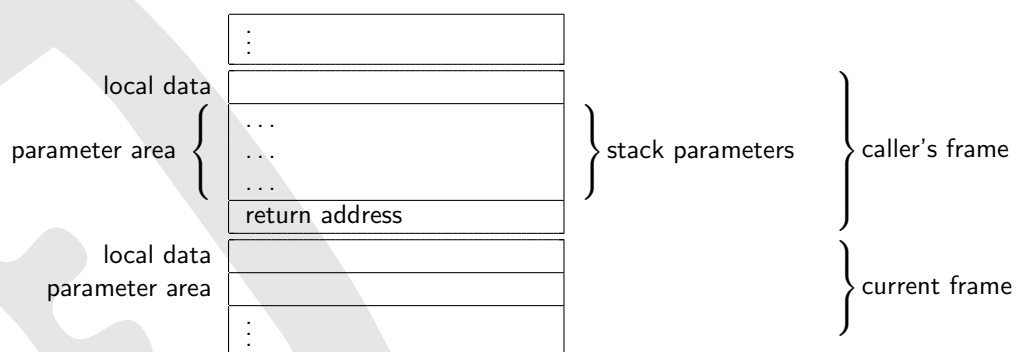 ⋮
local data
. . .
parameter area
. . .
stack parameters
caller's frame
. . .
return address
local data
parameter area
current frame
⋮